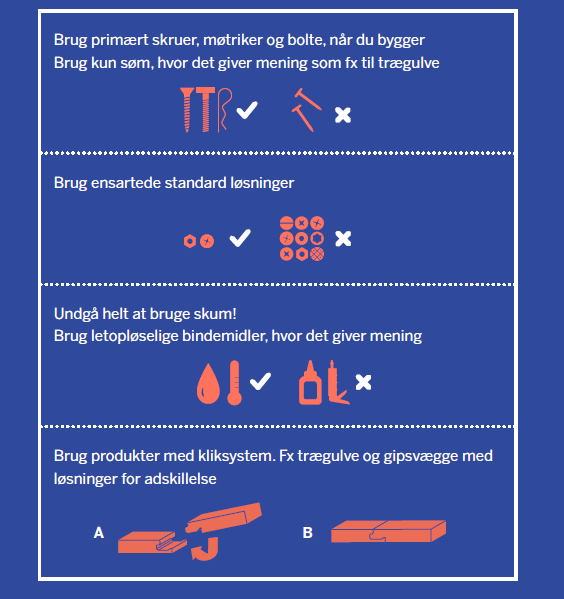 Brug primært skruer, møtriker og bolte, når du bygger
Brug kun søm, hvor det giver mening som fx til trægulve
Brug ensartede standard løsninger
Undgå helt at bruge skum!
Brug letopløselige bindemidler, hvor det giver mening
Brug produkter med kliksystem. Fx trægulve og gipsvægge med
løsninger for adskillelse
A
B